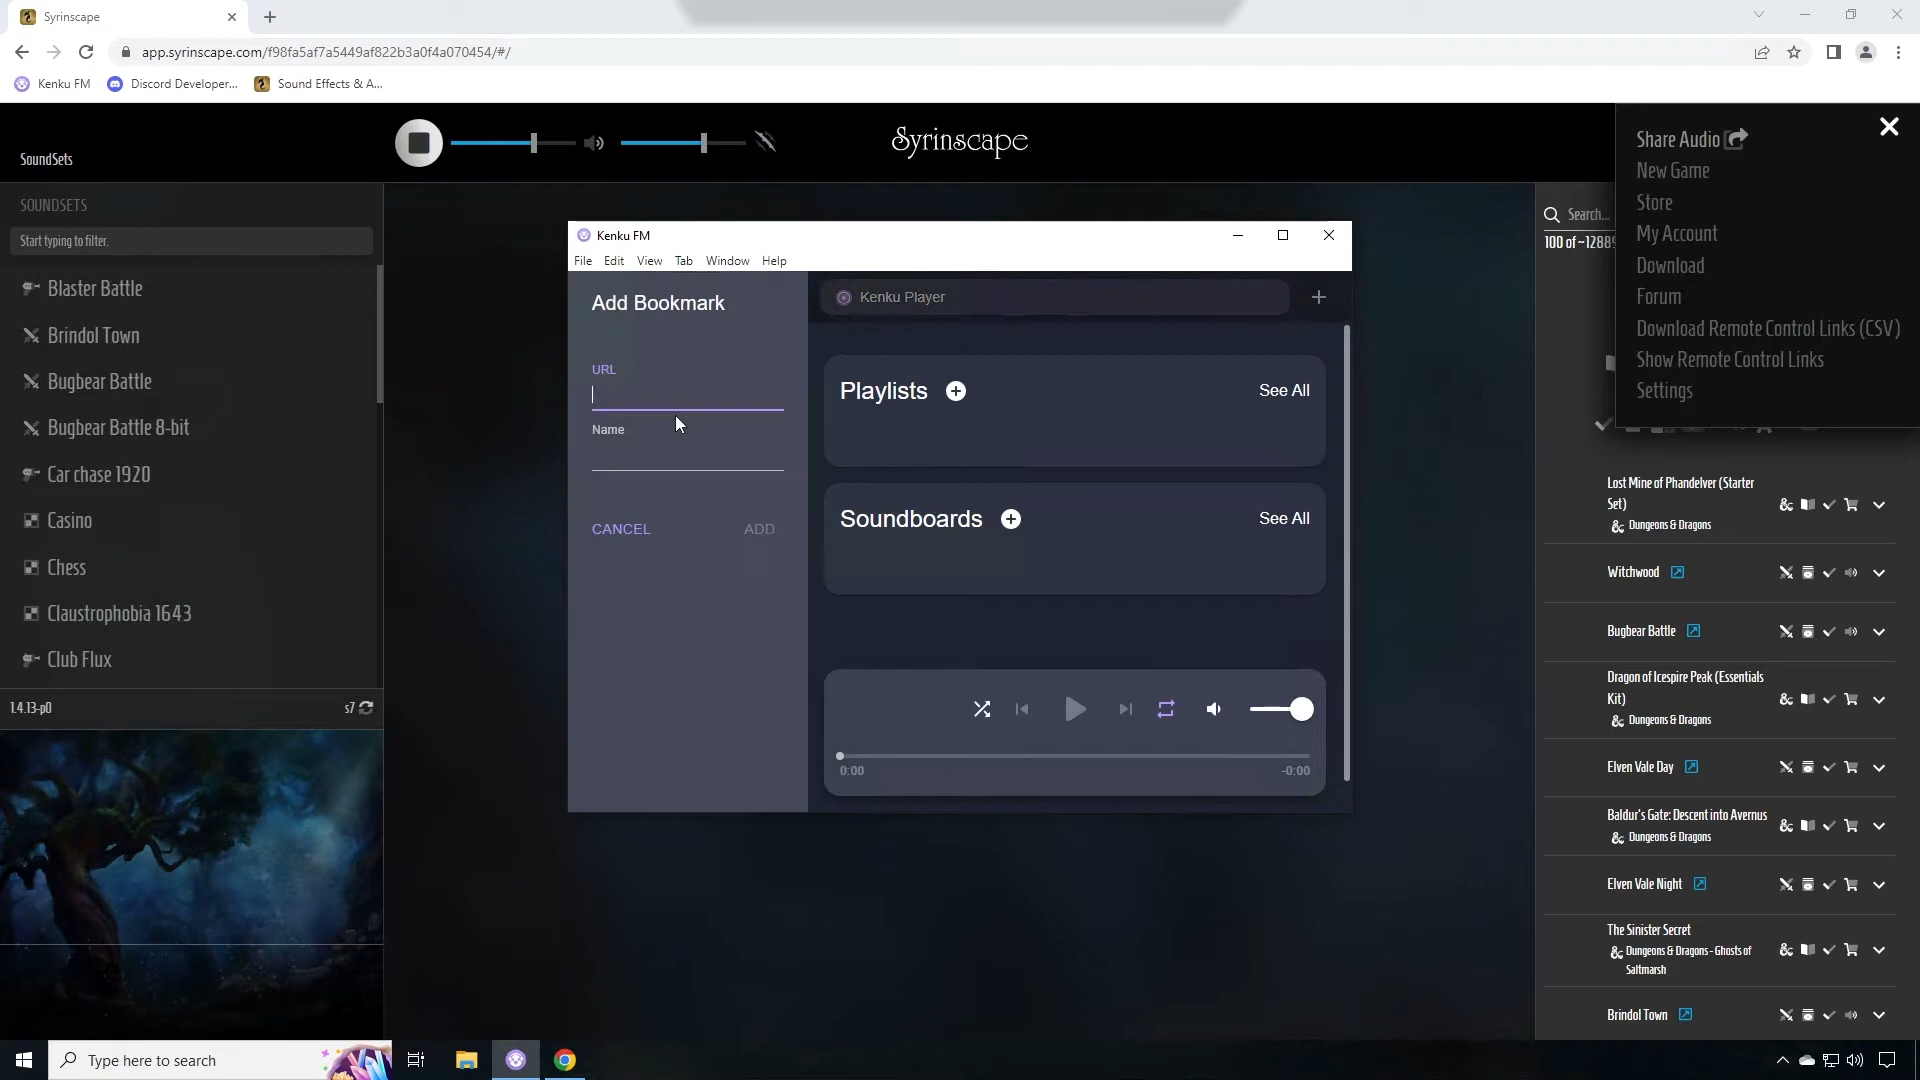 Syrinscape
app.syrinscape.com/f98fa5af7a5449af822b3a0f4a070454/#/
Kenku FM
Discord Developer...
Sound Effects & A...
SoundSets
Syrinscape
Share Audio
New Game
Store
My Account
Download
Forum
Download Remote Control Links (CSV)
Show Remote Control Links
Settings
SOUNDSETS
Start typing to filter.
Blaster Battle
Brindol Town
Bugbear Battle
Bugbear Battle 8-bit
Car chase 1920
Casino
Chess
Claustrophobia 1643
Club Flux
1.4.13-p0
s7
Kenku FM
File Edit View Tab Window Help
Add Bookmark
URL
Name
CANCEL
ADD
Kenku Player
Playlists
See All
Soundboards
See All
0:00
-0:00
Search...
100 of ~1288
Lost Mine of Phandelver (Starter
Set)
Dungeons & Dragons
Witchwood
Bugbear Battle
Dragon of Icespire Peak (Essentials
Kit)
Dungeons & Dragons
Elven Vale Day
Baldur's Gate: Descent into Avernus
Dungeons & Dragons
Elven Vale Night
The Sinister Secret
Dungeons & Dragons - Ghosts of
Saltmarsh
Brindol Town
Type here to search